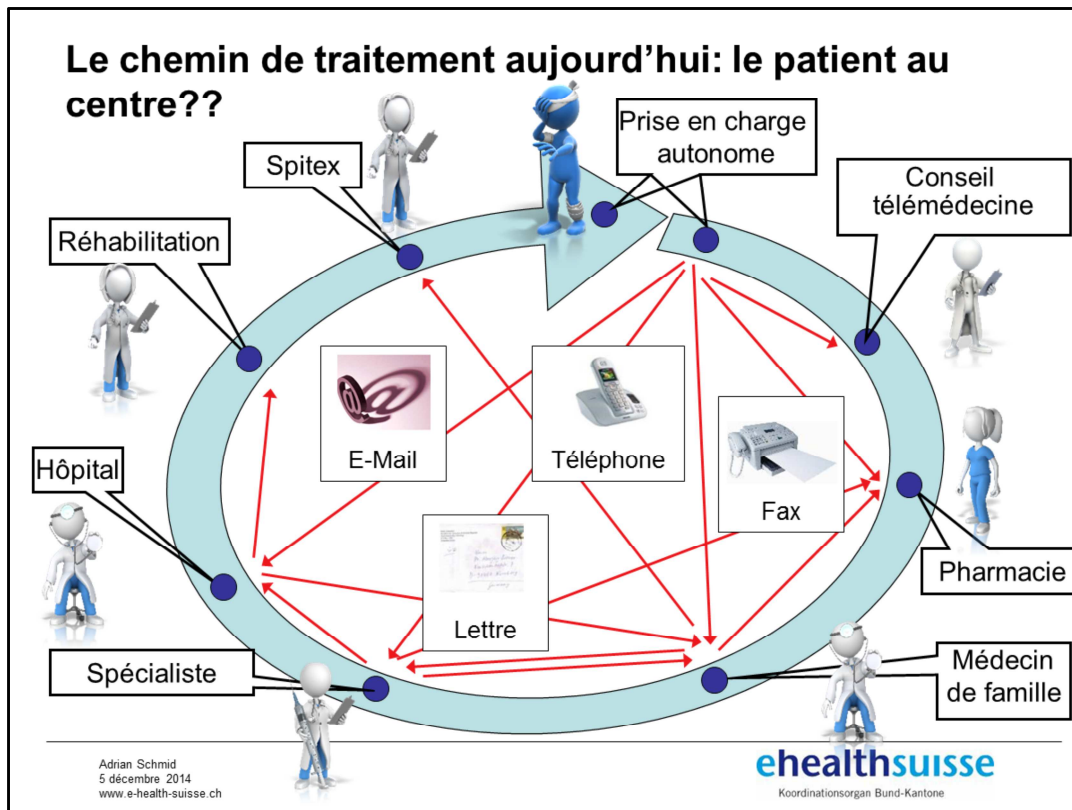 Le chemin de traitement aujourd’hui: le patient au
centre??
Prise en charge
autonome
Spitex
Conseil
télémédecine
Réhabilitation
E-Mail
Téléphone
Fax
Hôpital
Lettre
Pharmacie
Spécialiste
Médecin
de famille
Adrian Schmid
5 décembre 2014
www.e-health-suisse.ch
ehealthsuisse
Koordinationsorgan Bund-Kantone